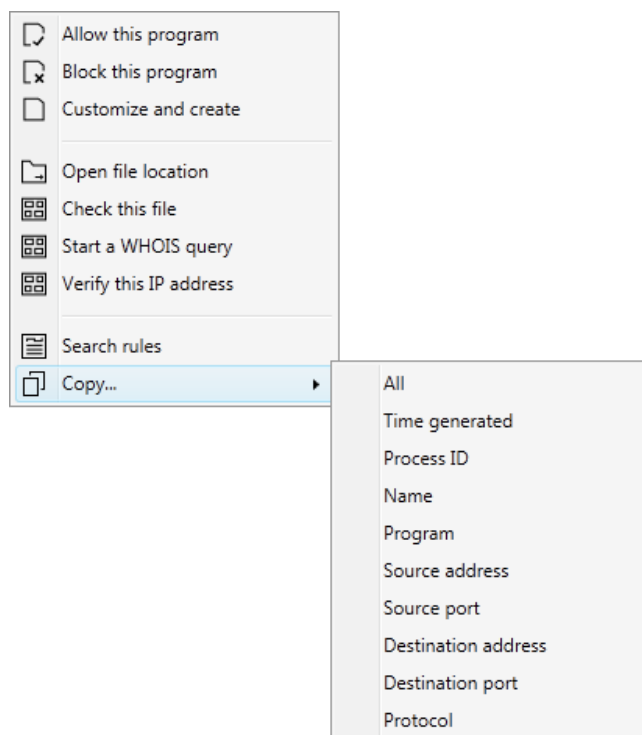 Allow this program
Block this program
Customize and create
Open file location
Check this file
Start a WHOIS query
Verify this IP address
Search rules
Copy...
All
Time generated
Process ID
Name
Program
Source address
Source port
Destination address
Destination port
Protocol